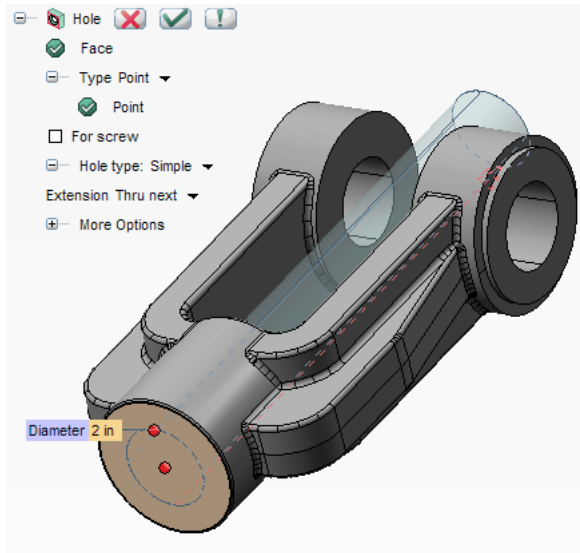 Hole
Face
Type Point
Point
For screw
Hole type: Simple
Extension Thru next
More Options
Diameter 2 in